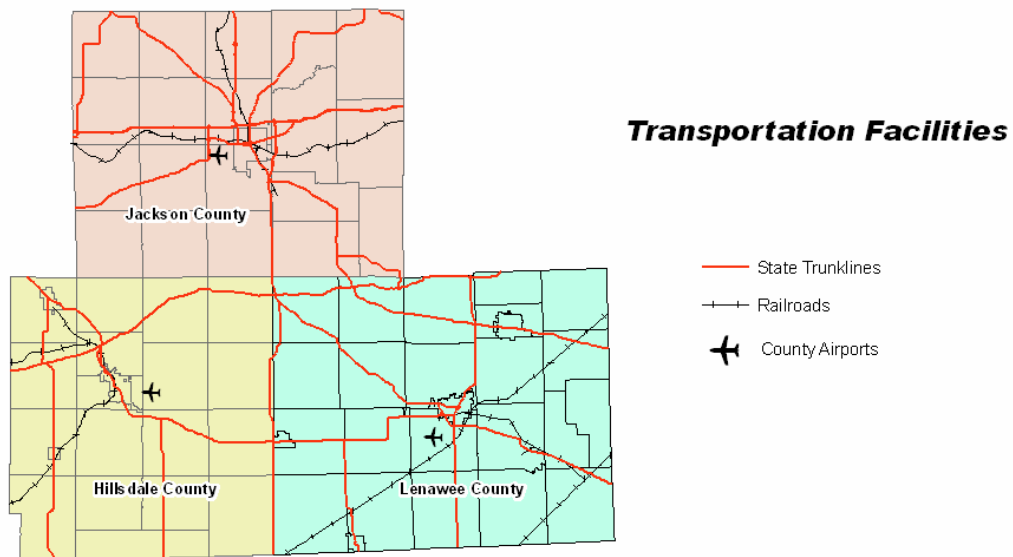 Transportation Facilities
Jackson County
State Trunklines
Railroads
County Airports
Hillsdale County
Lenawee County